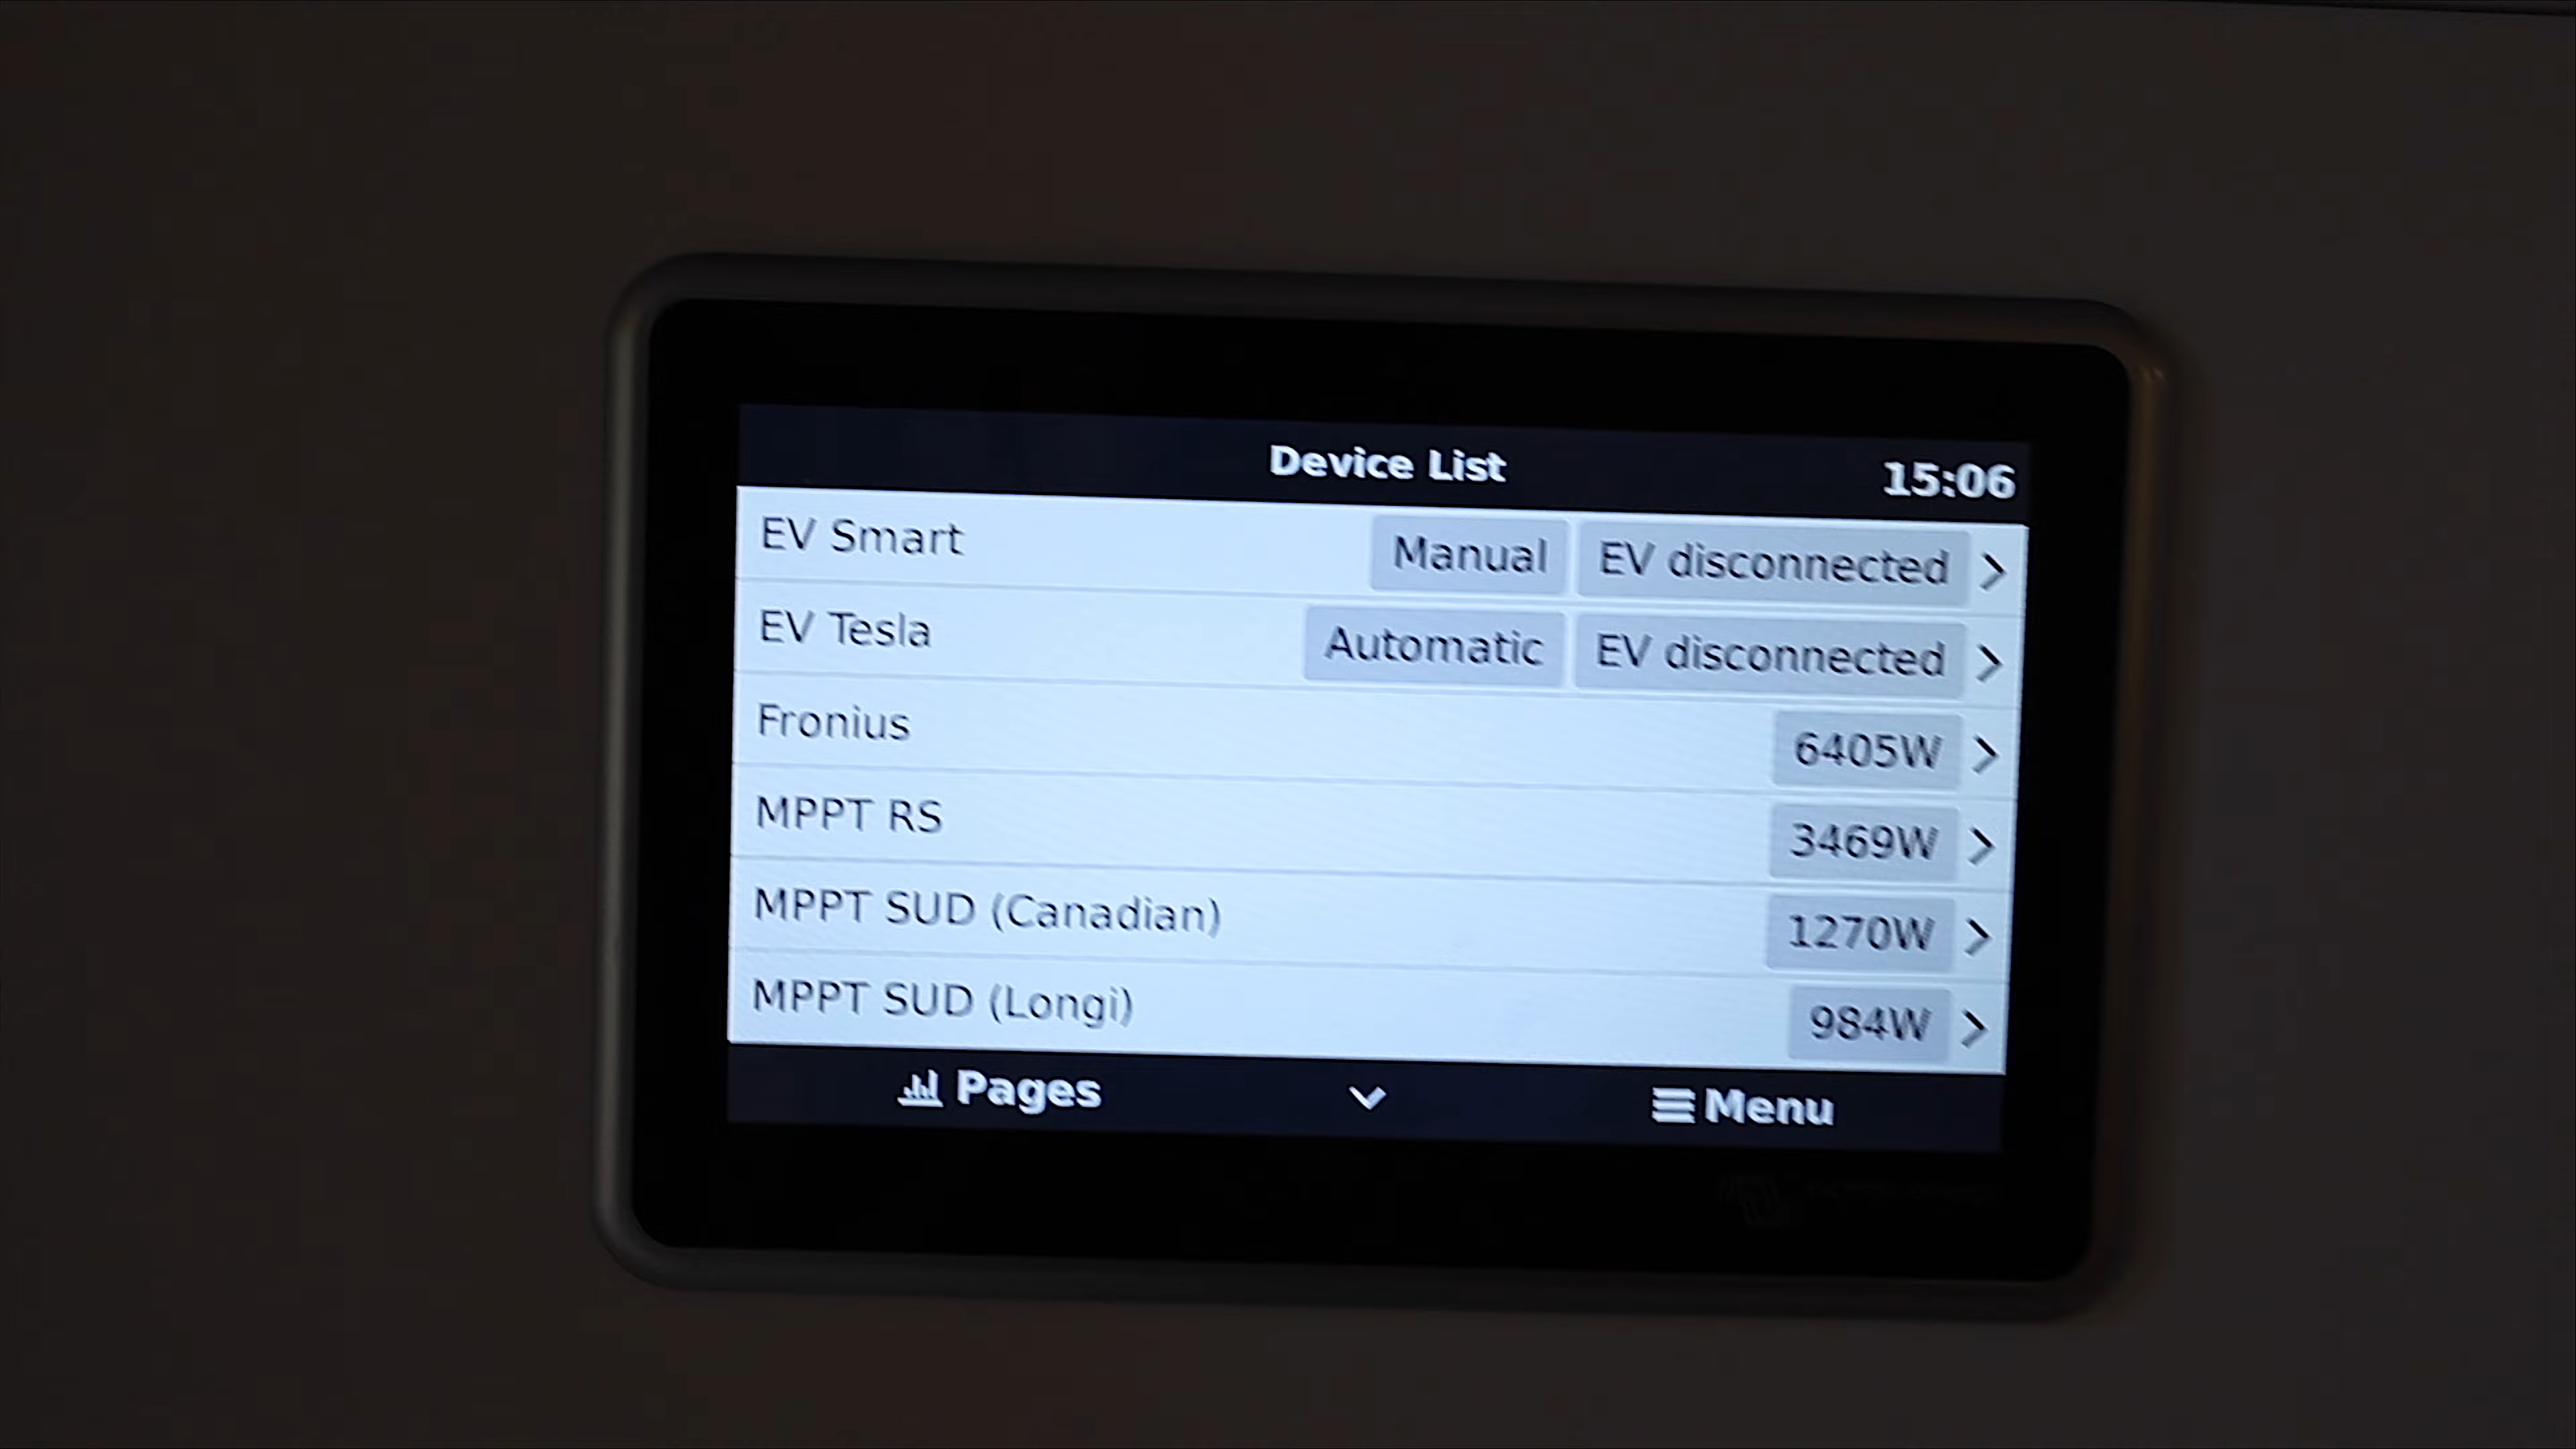 Device List 15:06
EV Smart Manual EV disconnected
EV Tesla Automatic EV disconnected
Fronius 6405W
MPPT RS 3469W
MPPT SUD (Canadian) 1270W
MPPT SUD (Longi) 984W
Pages Menu